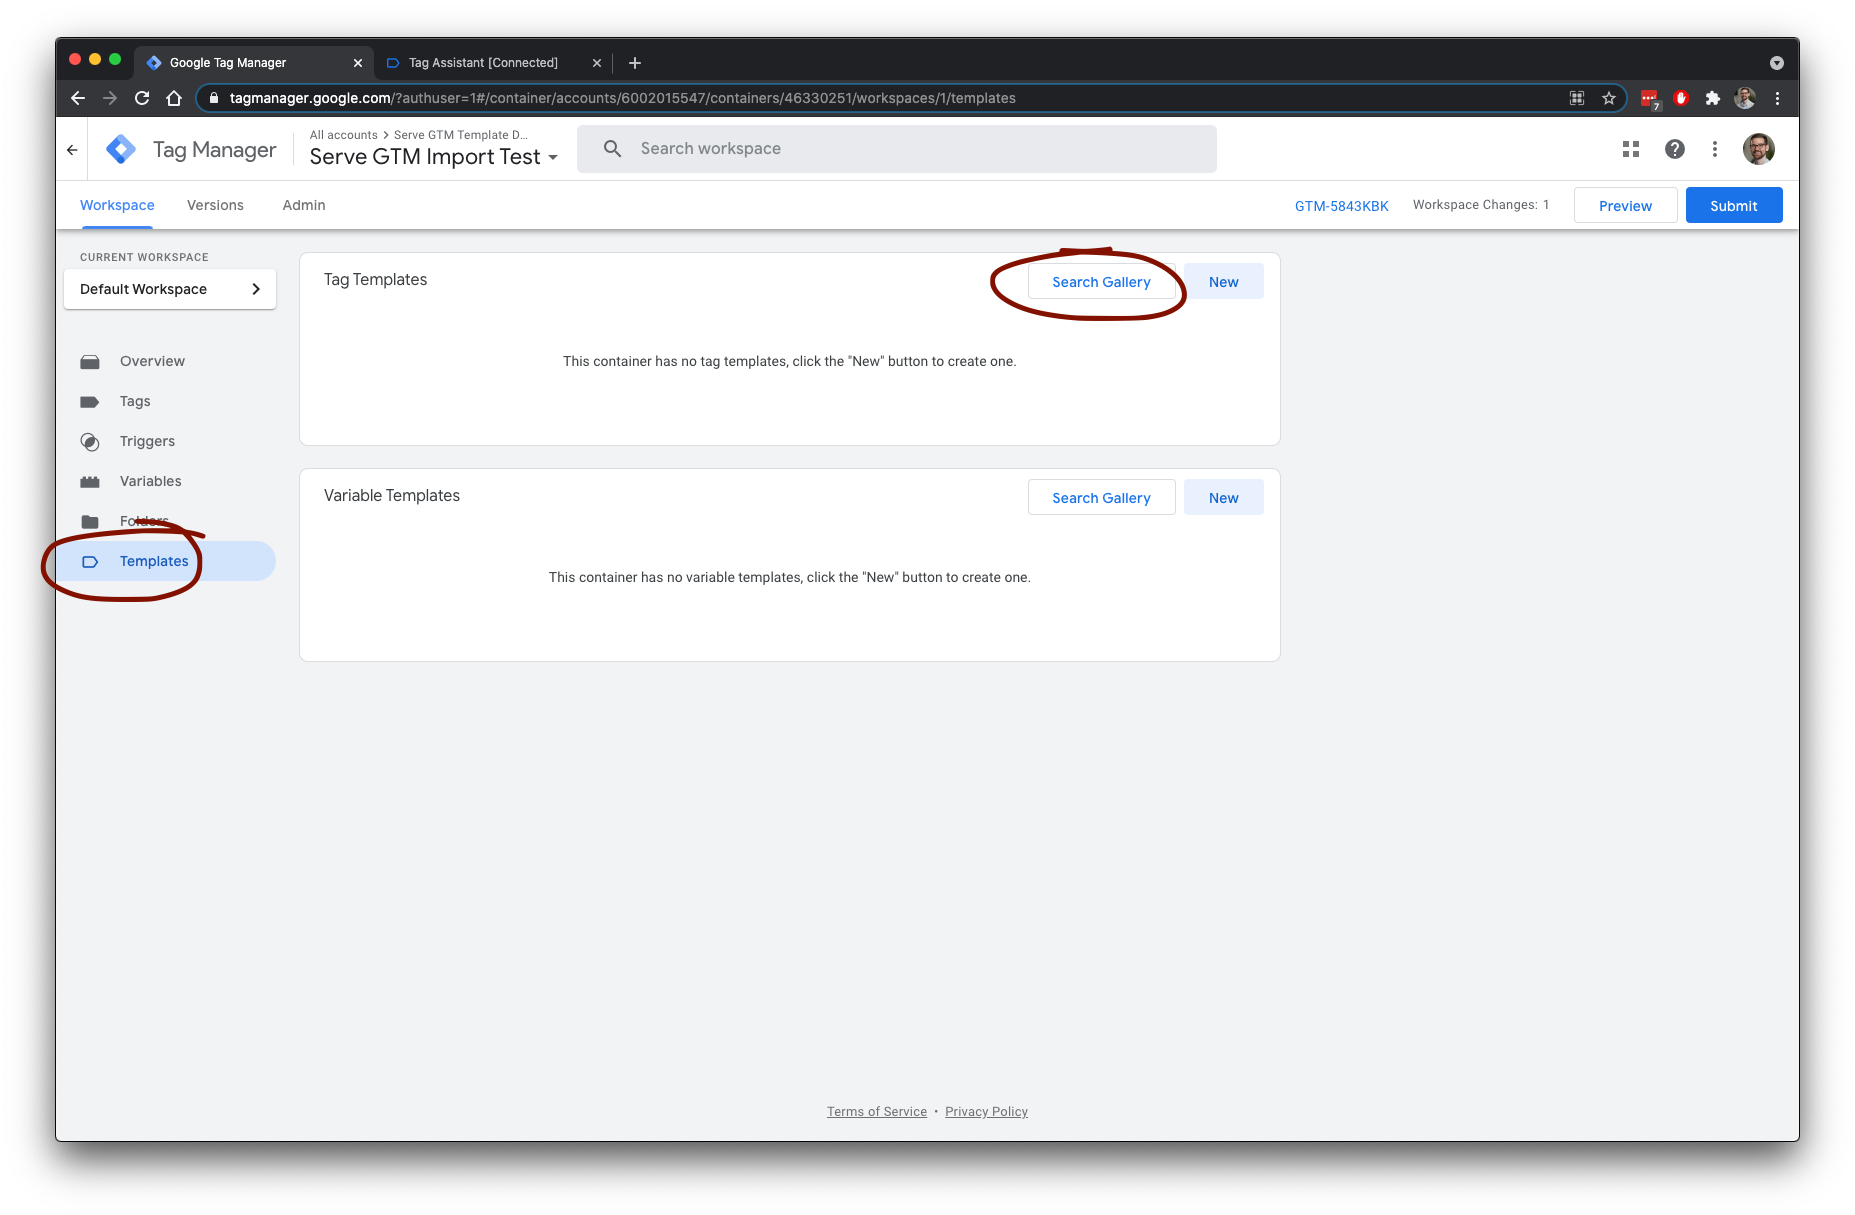 Google Tag Manager
Tag Assistant [Connected]
tagmanager.google.com/?authuser=1#/container/accounts/6002015547/containers/46330251/workspaces/1/templates
7
Tag Manager
All accounts > Serve GTM Template D...
Serve GTM Import Test
Search workspace
Workspace
Versions
Admin
GTM-5843KBK
Workspace Changes: 1
Preview
Submit
CURRENT WORKSPACE
Default Workspace
Overview
Tags
Triggers
Variables
Folders
Templates
Tag Templates
Search Gallery
New
This container has no tag templates, click the "New" button to create one.
Variable Templates
Search Gallery
New
This container has no variable templates, click the "New" button to create one.
Terms of Service • Privacy Policy